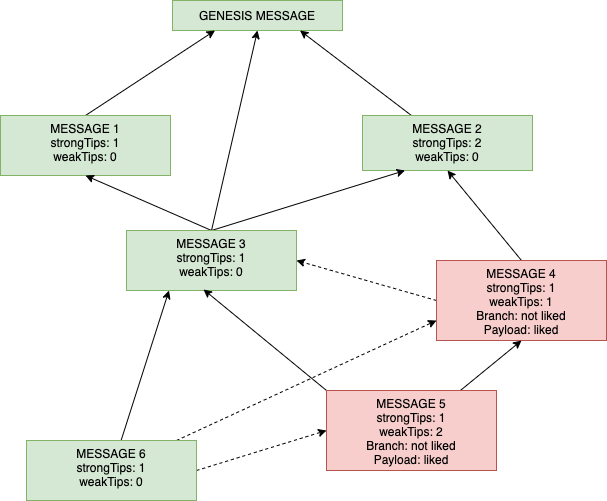 GENESIS MESSAGE
MESSAGE 1
strongTips: 1
weakTips: 0
MESSAGE 2
strongTips: 2
weakTips: 0
MESSAGE 3
strongTips: 1
weakTips: 0
MESSAGE 4
strongTips: 1
weakTips: 1
Branch: not liked
Payload: liked
MESSAGE 5
strongTips: 1
weakTips: 2
Branch: not liked
Payload: liked
MESSAGE 6
strongTips: 1
weakTips: 0